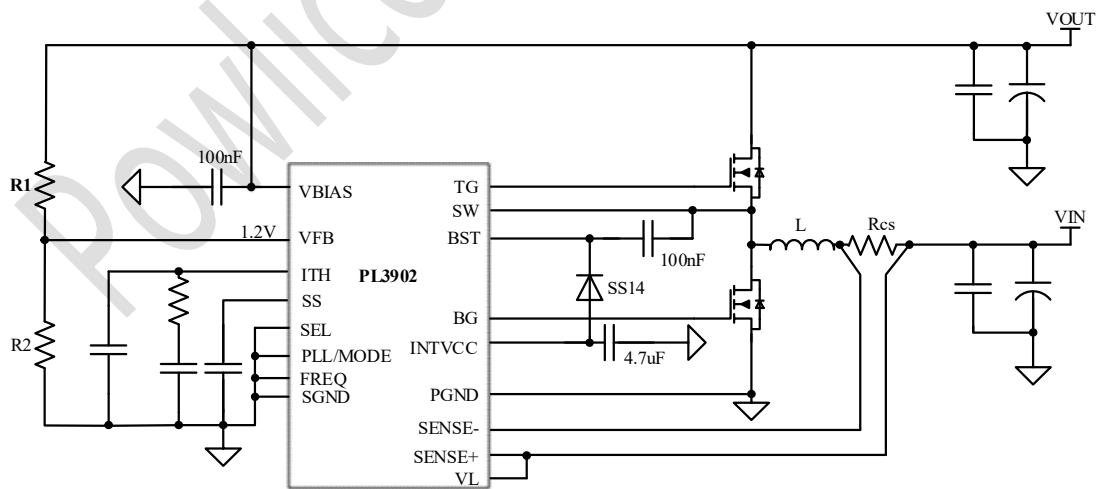 Powlico
VOUT
R1
100nF
VBIAS
TG
SW
VIN
1.2V
VFB
BST
100nF
L
Rcs
ITH
PL3902
SS
SS14
SEL
BG
R2
PLL/MODE
INTVCC
4.7uF
FREQ
SGND
PGND
SENSE-
SENSE+
VL